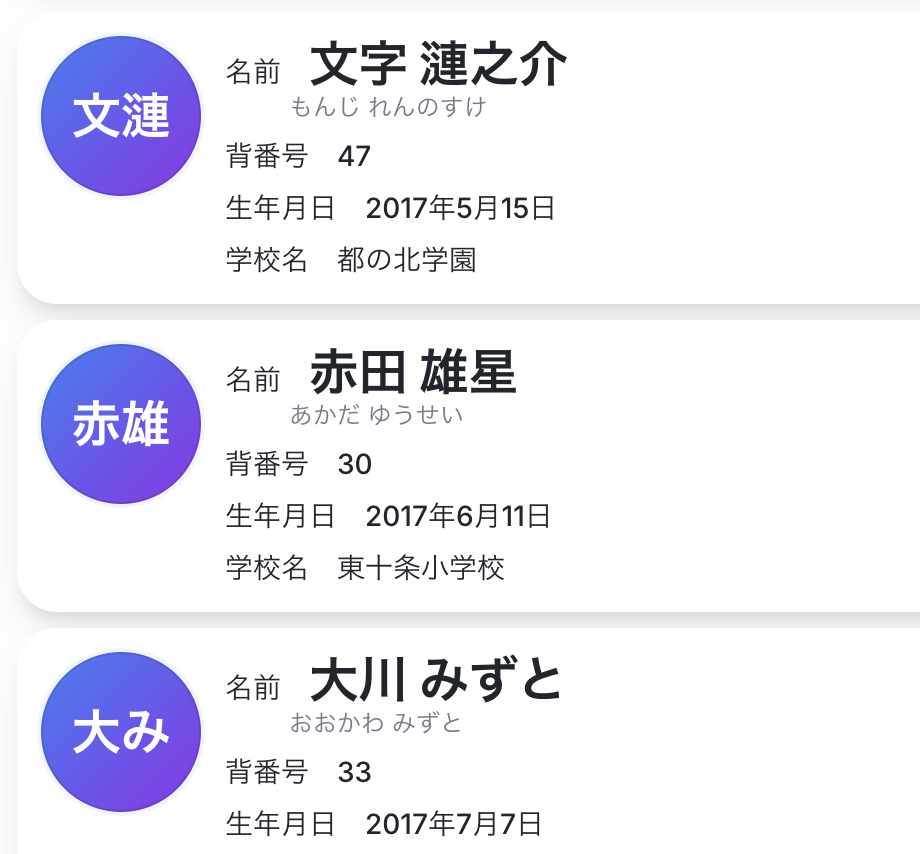 文漣
名前 文字 漣之介
もんじ れんのすけ
背番号 47
生年月日 2017年5月15日
学校名 都の北学園
赤雄
名前 赤田 雄星
あかだ ゆうせい
背番号 30
生年月日 2017年6月11日
学校名 東十条小学校
大み
名前 大川 みずと
おおかわ みずと
背番号 33
生年月日 2017年7月7日